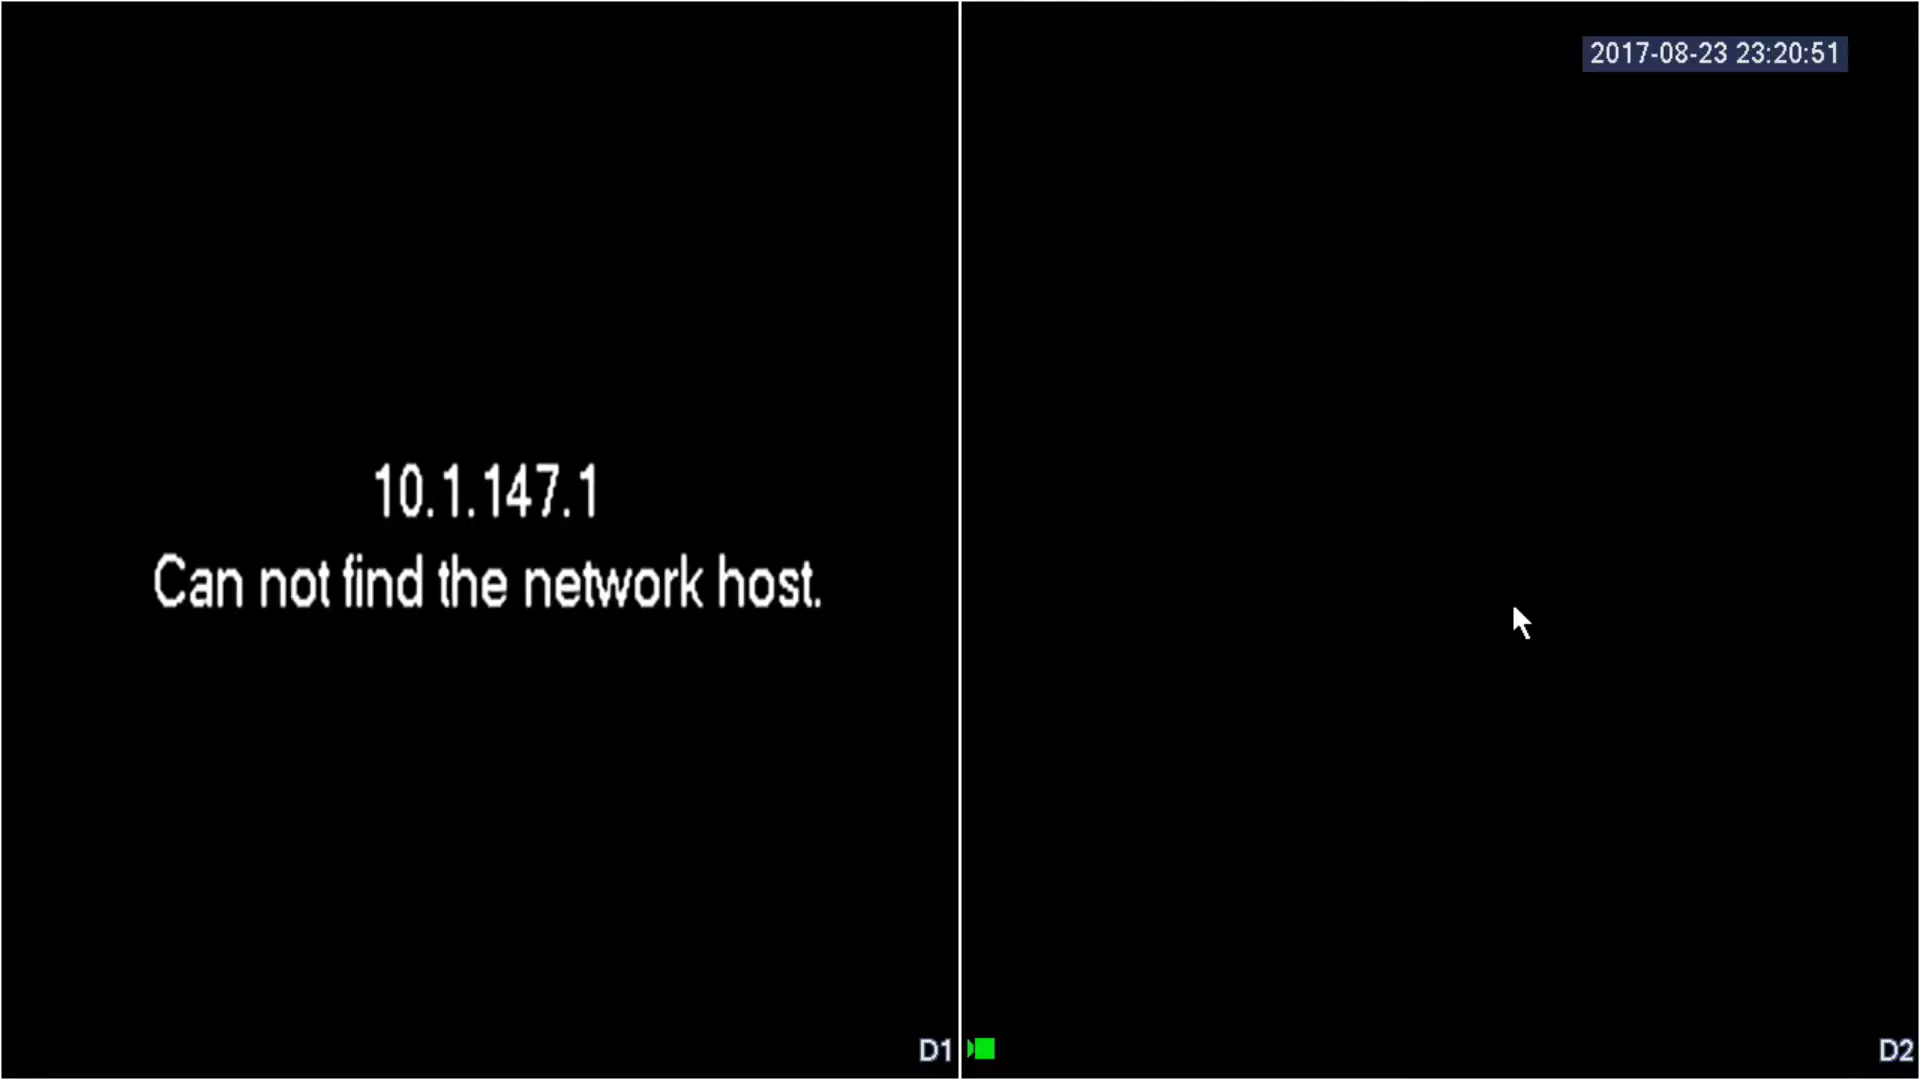 2017-08-23 23:20:51
10.1.147.1
Can not find the network host.
D1
D2